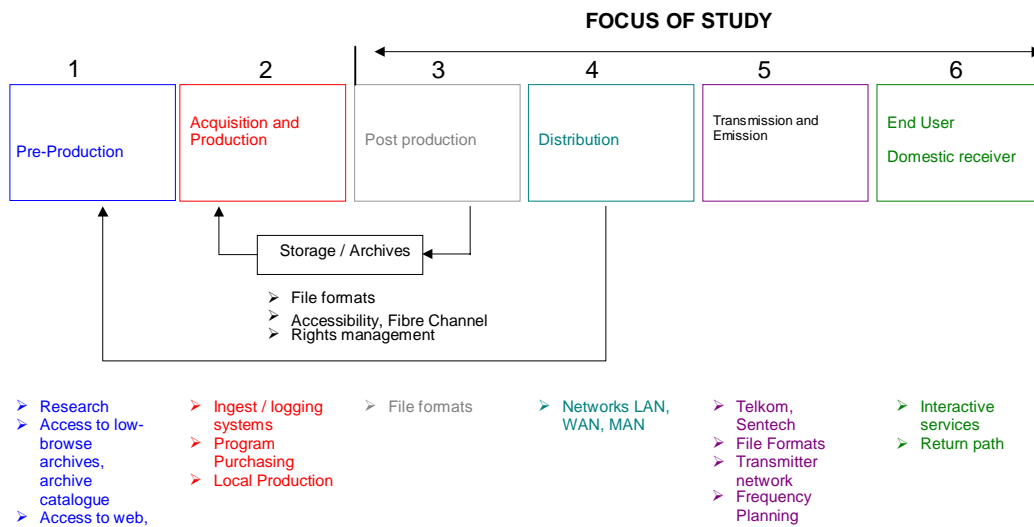 FOCUS OF STUDY
1
2
3
4
5
6
Pre-Production
Acquisition and
Production
Post production
Distribution
Transmission and
Emission
End User
Domestic receiver
Storage / Archives
➢ File formats
➢ Accessibility, Fibre Channel
➢ Rights management
➢ Research
➢ Access to low-
browse
archives,
archive
catalogue
➢ Access to web,
➢ Ingest / logging
systems
➢ Program
Purchasing
➢ Local Production
➢ File formats
➢ Networks LAN,
WAN, MAN
➢ Telkom,
Sentech
➢ File Formats
➢ Transmitter
network
➢ Frequency
Planning
➢ Interactive
services
➢ Return path